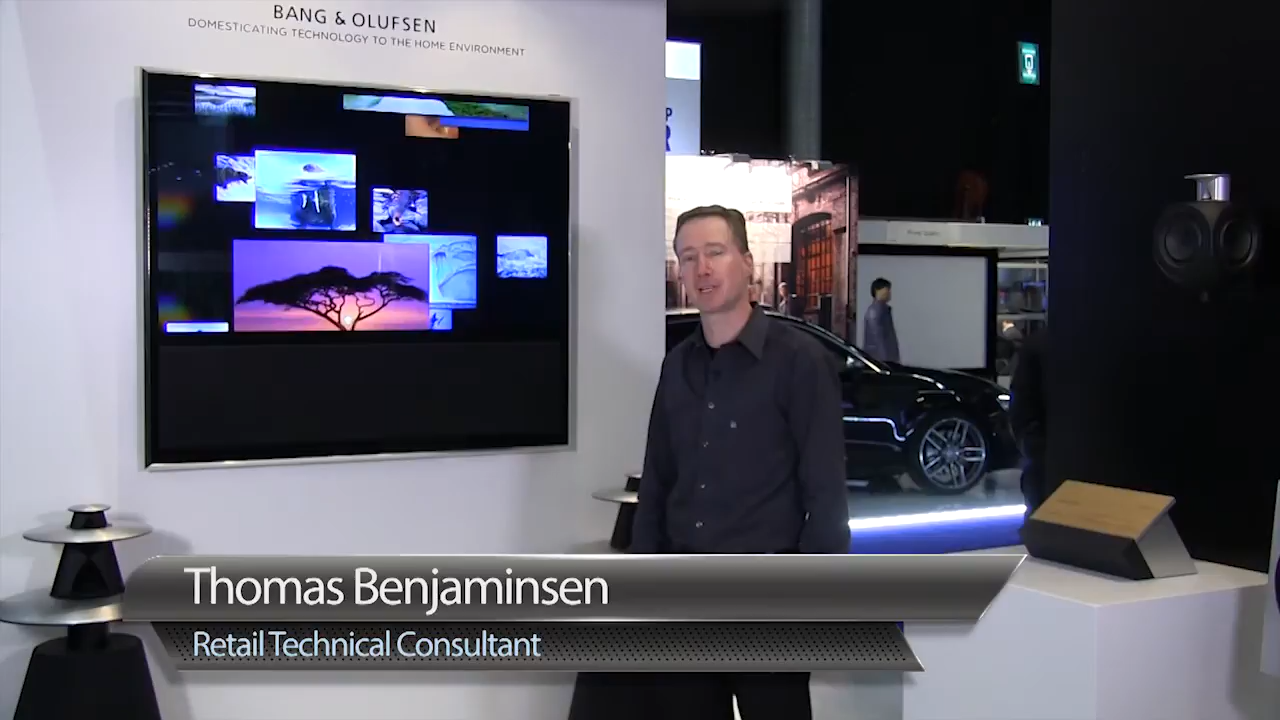 BANG & OLUFSEN
DOMESTICATING TECHNOLOGY TO THE HOME ENVIRONMENT
Thomas Benjaminsen
Retail Technical Consultant